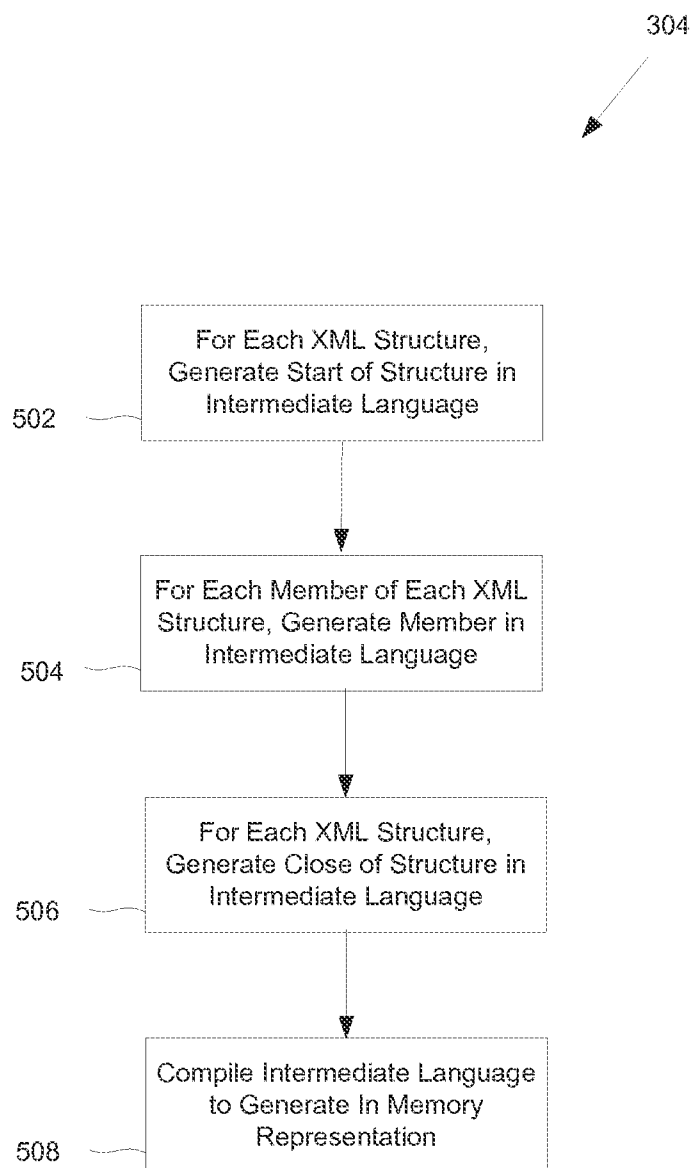 304
For Each XML Structure,
Generate Start of Structure in
Intermediate Language
502
For Each Member of Each XML
Structure, Generate Member in
Intermediate Language
504
For Each XML Structure,
Generate Close of Structure in
Intermediate Language
506
Compile Intermediate Language
to Generate In Memory
Representation
508